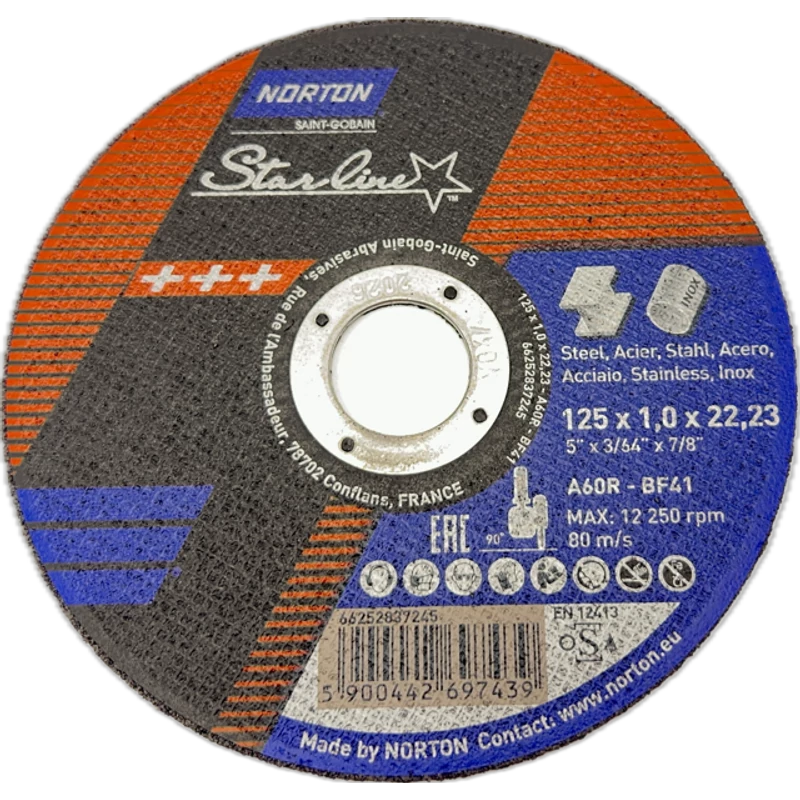 NORTON
SAINT-GOBAIN
Starline
TM
+++
Saint-Gobain Abrasives, Rue de l'Ambassadeur, 78702 Conflans, FRANCE
125 x 1,0 x 22,23 - A60R - BF41
66252837245
2026
V04
INOX
Steel, Acier, Stahl, Acero,
Acciaio, Stainless, Inox
125 x 1,0 x 22,23
5" x 3/64" x 7/8"
A60R - BF41
MAX: 12 250 rpm
80 m/s
EAC
90°
66252837245
EN 12413
oSa
5 900442 697439
Made by NORTON Contact: www.norton.eu